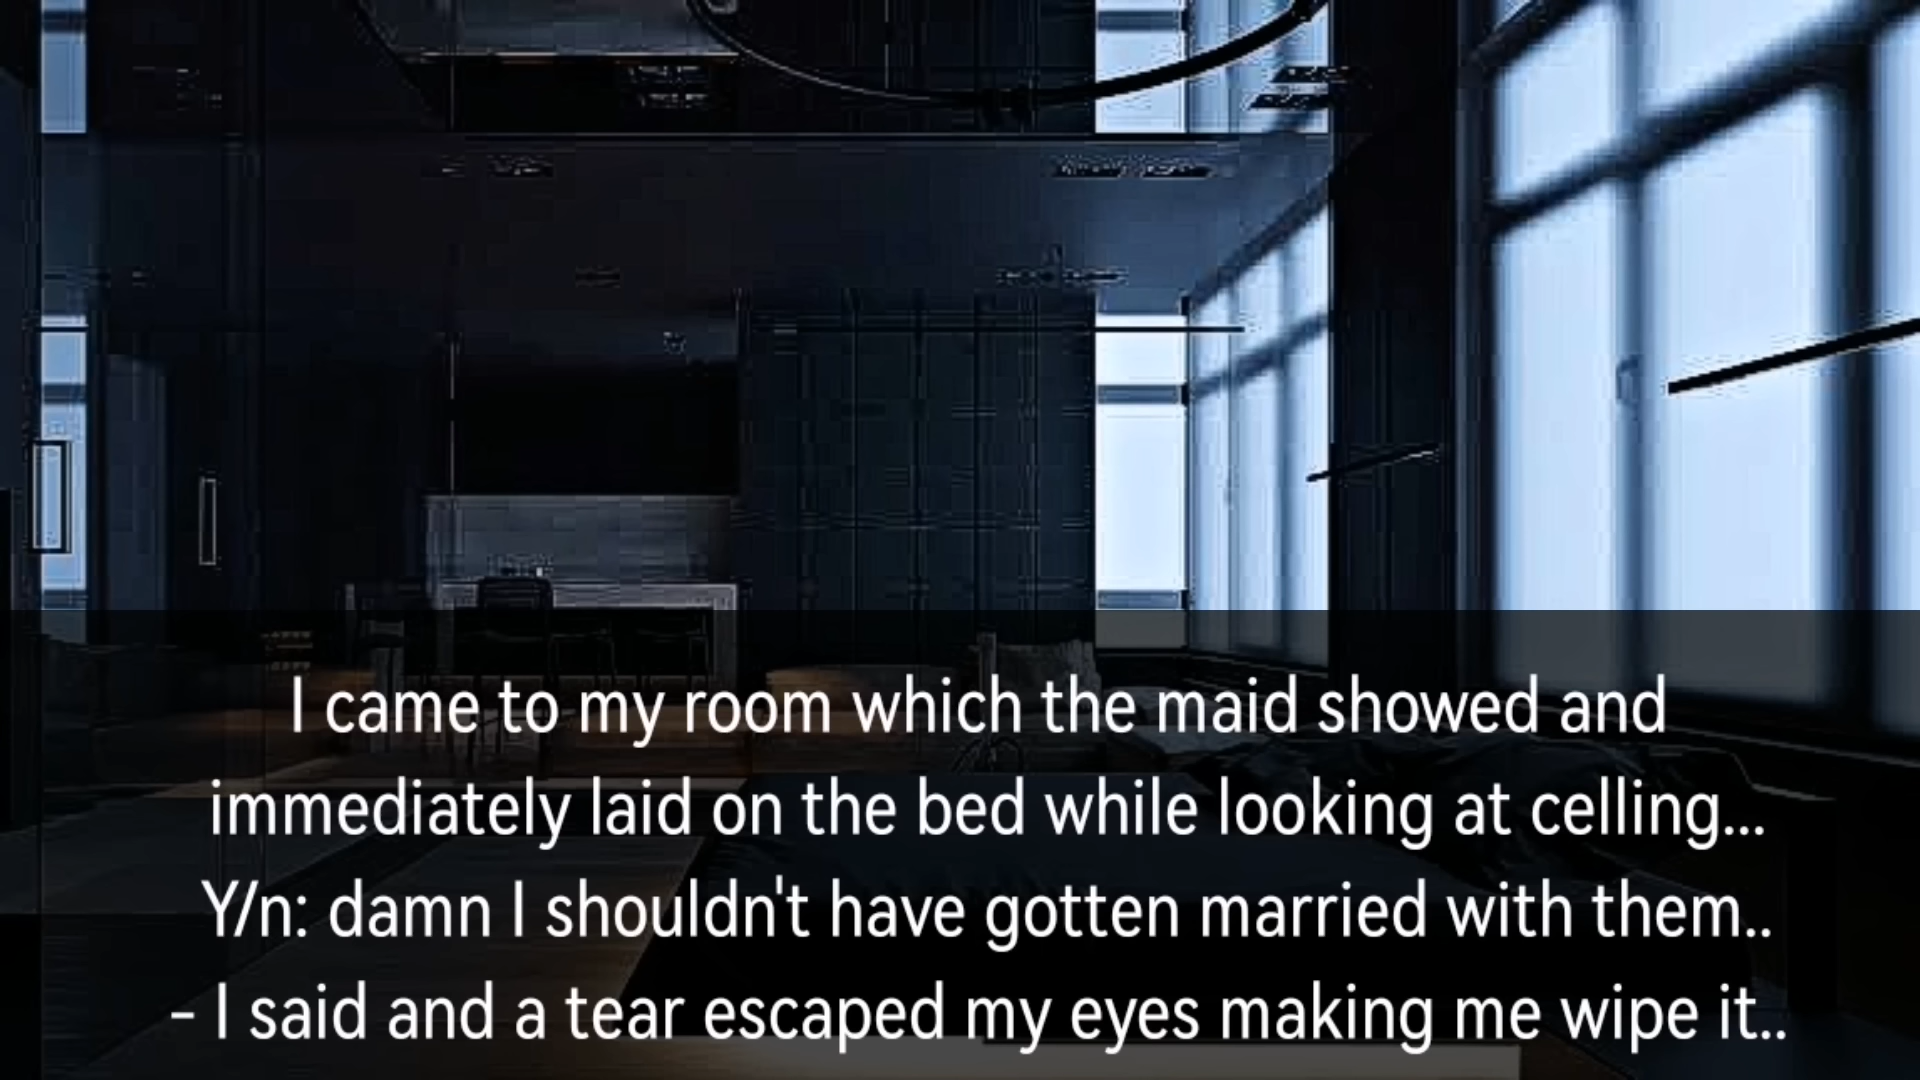 I came to my room which the maid showed and
immediately laid on the bed while looking at celling...
Y/n: damn I shouldn't have gotten married with them..
- I said and a tear escaped my eyes making me wipe it..